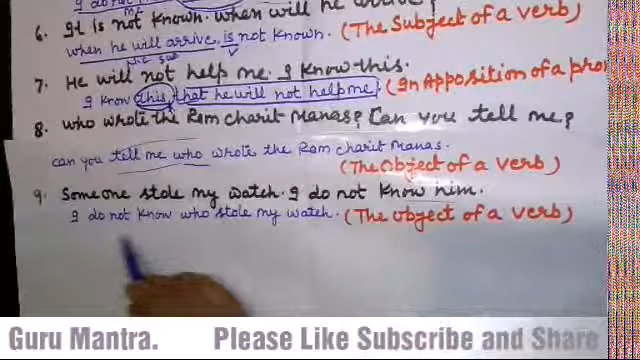 6. It is not known. When will he arrive?
when he will arrive, is not known. (The Subject of a verb)
7. He will not help me. I know this.
I know this that he will not help me. (In Apposition of a pro
8. Who wrote the Ram charit Manas? Can you tell me?
can you tell me who wrote the Ram charit Manas.
(The Object of a verb)
9. Someone stole my watch. I do not know him.
I do not know who stole my watch. (The object of a verb)
Guru Mantra. Please Like Subscribe and Share